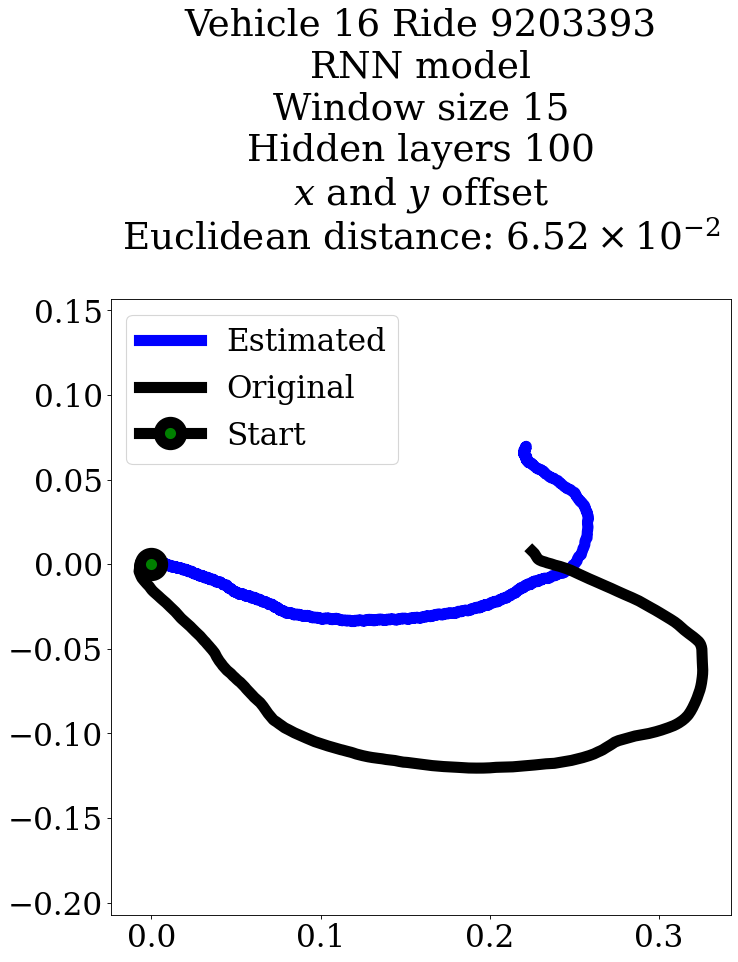 Vehicle 16 Ride 9203393
RNN model
Window size 15
Hidden layers 100
x and y offset
Euclidean distance: 6.52 × 10⁻²
Estimated
Original
Start
0.15
0.10
0.05
0.00
−0.05
−0.10
−0.15
−0.20
0.0 0.1 0.2 0.3